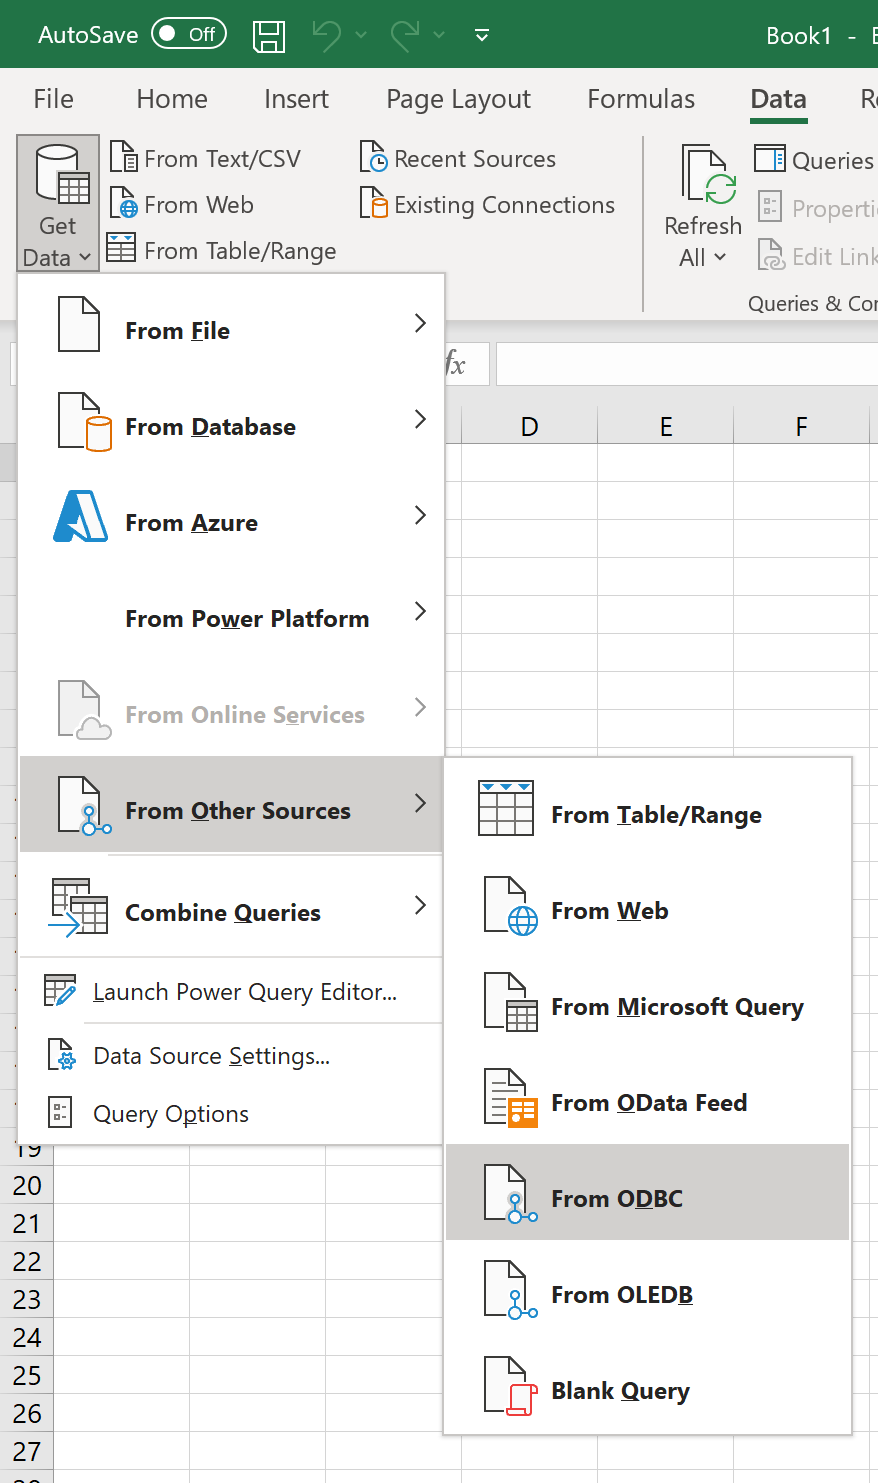 AutoSave Off Book1 - E
File Home Insert Page Layout Formulas Data Re
Get Data
From Text/CSV
From Web
From Table/Range
Recent Sources
Existing Connections
Refresh All
Queries
Properti
Edit Link
Queries & Con
fx
D E F
From File
From Database
From Azure
From Power Platform
From Online Services
From Other Sources
Combine Queries
Launch Power Query Editor...
Data Source Settings...
Query Options
From Table/Range
From Web
From Microsoft Query
From OData Feed
From ODBC
From OLEDB
Blank Query
19
20
21
22
23
24
25
26
27